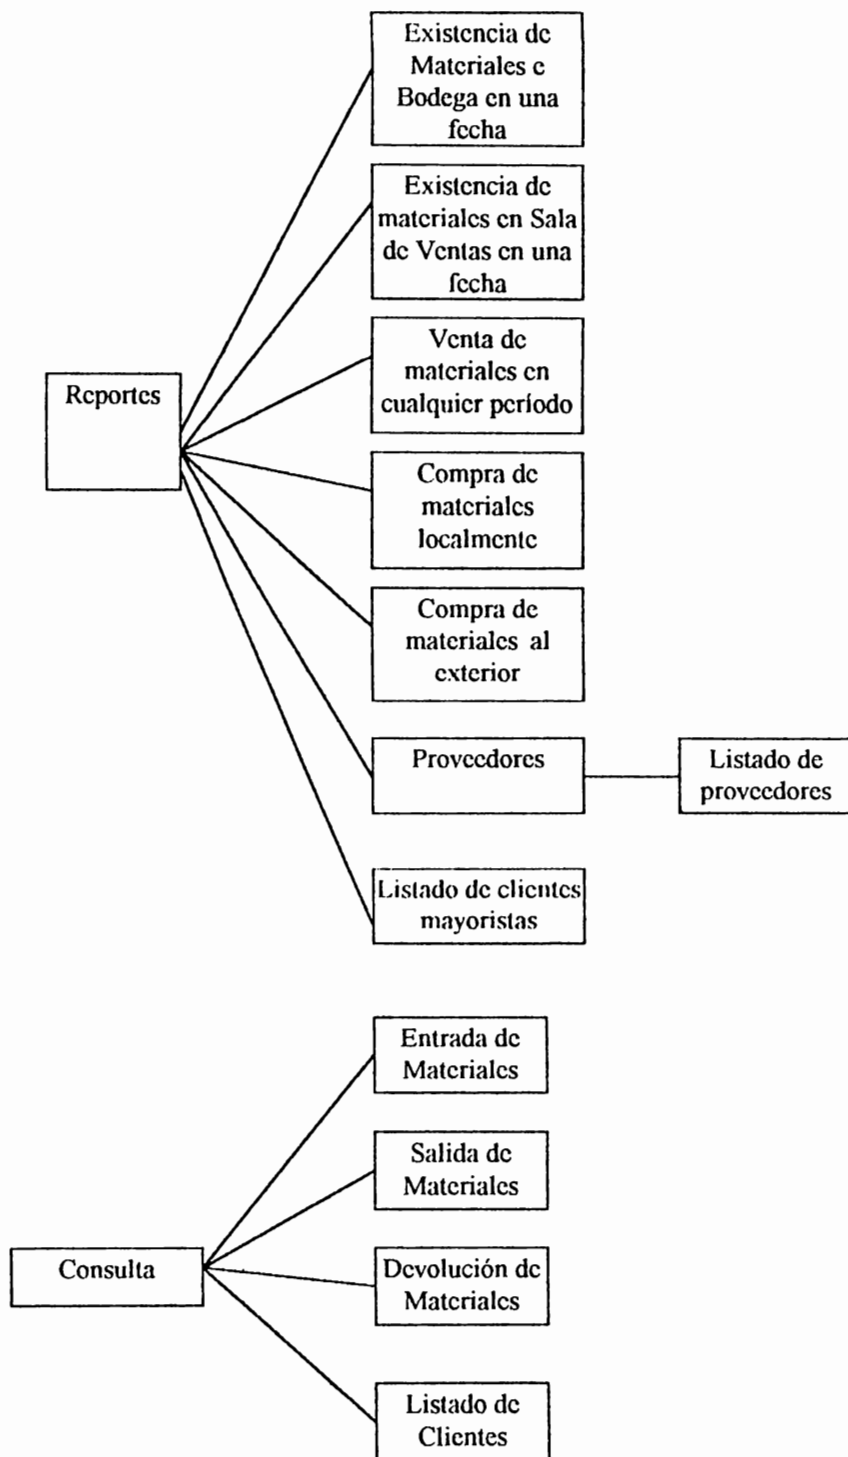 Existencia de
Materiales e
Bodega en una
fecha
Existencia de
materiales en Sala
de Ventas en una
fecha
Venta de
materiales en
cualquier período
Reportes
Compra de
materiales
localmente
Compra de
materiales al
exterior
Proveedores
Listado de
proveedores
Listado de clientes
mayoristas
Entrada de
Materiales
Salida de
Materiales
Consulta
Devolución de
Materiales
Listado de
Clientes